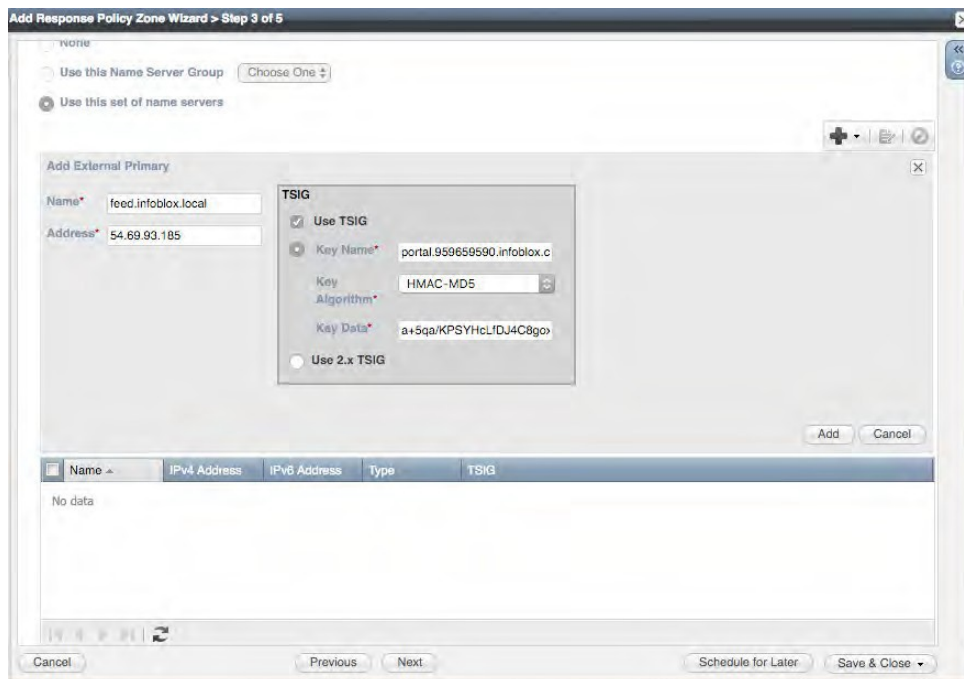 Add Response Policy Zone Wizard > Step 3 of 5
None
Use this Name Server Group Choose One
Use this set of name servers
Add External Primary
Name* feed.infoblox.local
Address* 54.69.93.185
TSIG
Use TSIG
Key Name* portal.959659590.infoblox.c
Key Algorithm* HMAC-MD5
Key Data* a+5qa/KPSYHcLfDJ4C8go
Use 2.x TSIG
Add Cancel
Name IPv4 Address IPv6 Address Type TSIG
No data
Cancel Previous Next Schedule for Later Save & Close